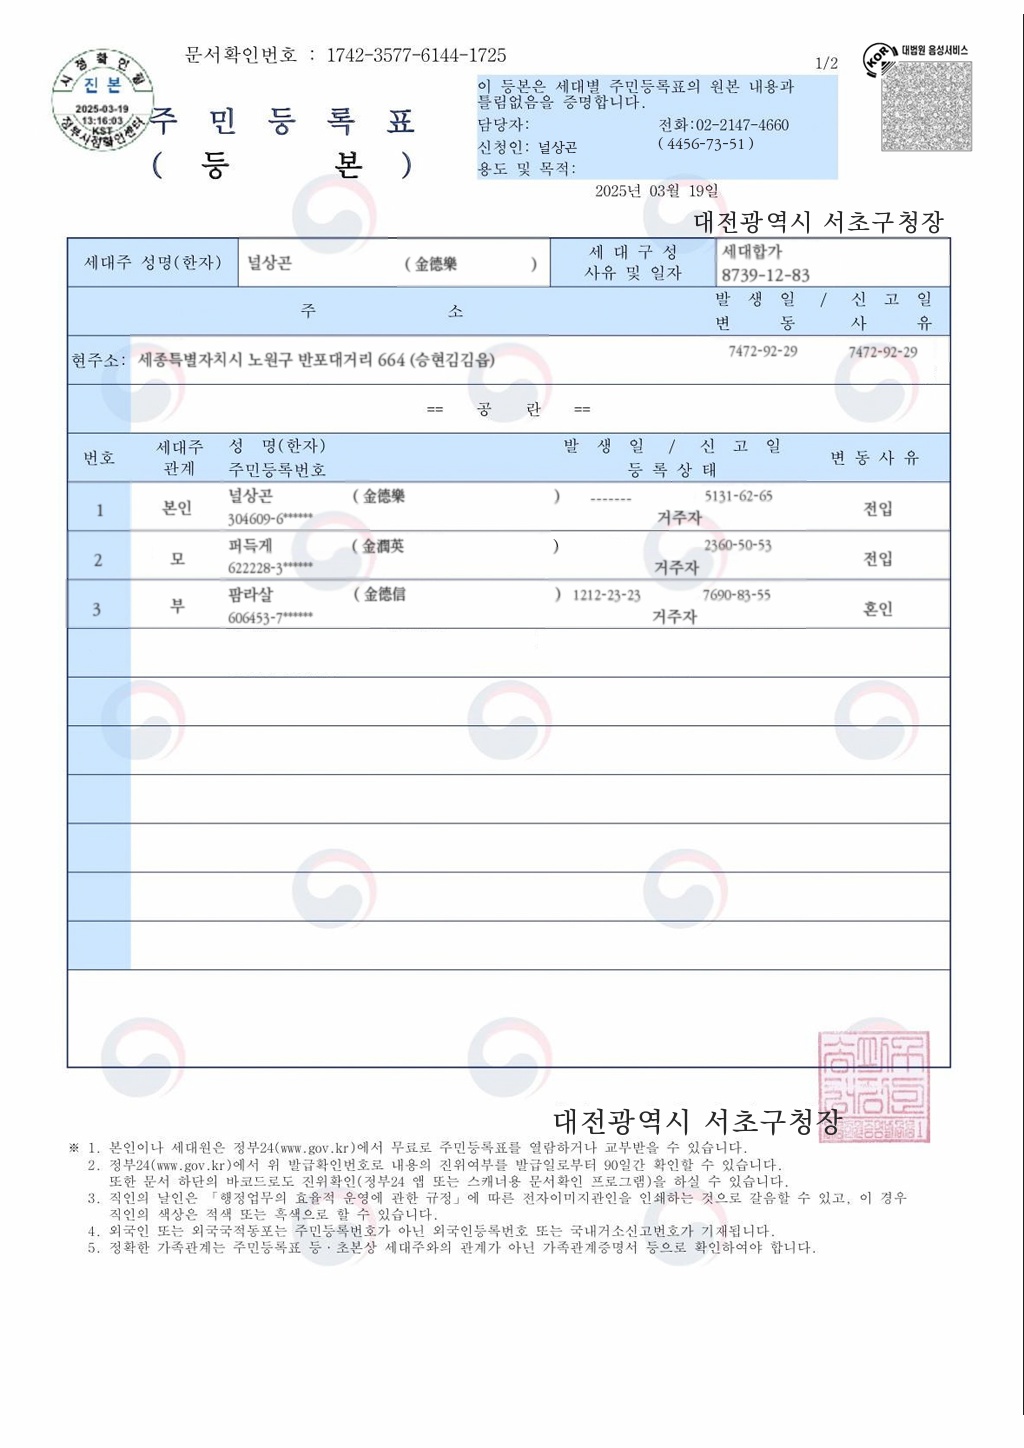 문서확인번호 : 1742-3577-6144-1725
1/2
대법원 음성서비스
KOR
시점확인필
진본
2025-03-19
13:16:03
KST
정부시점확인센터
주 민 등 록 표
( 등 본 )
이 등본은 세대별 주민등록표의 원본 내용과
틀림없음을 증명합니다.
담당자: 전화:02-2147-4660
신청인: 널상곤 ( 4456-73-51 )
용도 및 목적:
2025년 03월 19일
대전광역시 서초구청장
세대주 성명(한자) 널상곤 ( 金德樂 ) 세 대 구 성 사유 및 일자 세대합가 8739-12-83
주 소 발 생 일 / 신 고 일
변 동 사 유
현주소: 세종특별자치시 노원구 반포대거리 664 (승현김김읍) 7472-92-29 7472-92-29
== 공 란 ==
번호 세대주 관계 성 명(한자) 주민등록번호 발 생 일 / 신 고 일 등 록 상 태 변 동 사 유
1 본인 널상곤 ( 金德樂 ) ------- 5131-62-65 전입
304609-6****** 거주자
2 모 퍼득게 ( 金潤英 ) 2360-50-53 전입
622228-3****** 거주자
3 부 팜라살 ( 金德信 ) 1212-23-23 7690-83-55 혼인
606453-7****** 거주자
대전광역시 서초구청장
※ 1. 본인이나 세대원은 정부24(www.gov.kr)에서 무료로 주민등록표를 열람하거나 교부받을 수 있습니다.
2. 정부24(www.gov.kr)에서 위 발급확인번호로 내용의 진위여부를 발급일로부터 90일간 확인할 수 있습니다.
또한 문서 하단의 바코드로도 진위확인(정부24 앱 또는 스캐너용 문서확인 프로그램)을 하실 수 있습니다.
3. 직인의 날인은 「행정업무의 효율적 운영에 관한 규정」에 따른 전자이미지관인을 인쇄하는 것으로 갈음할 수 있고, 이 경우
직인의 색상은 적색 또는 흑색으로 할 수 있습니다.
4. 외국인 또는 외국국적동포는 주민등록번호가 아닌 외국인등록번호 또는 국내거소신고번호가 기재됩니다.
5. 정확한 가족관계는 주민등록표 등·초본상 세대주와의 관계가 아닌 가족관계증명서 등으로 확인하여야 합니다.